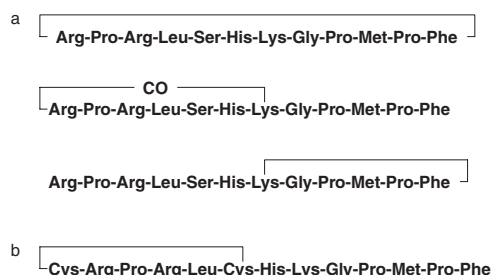 a
Arg-Pro-Arg-Leu-Ser-His-Lys-Gly-Pro-Met-Pro-Phe
CO
Arg-Pro-Arg-Leu-Ser-His-Lys-Gly-Pro-Met-Pro-Phe
Arg-Pro-Arg-Leu-Ser-His-Lys-Gly-Pro-Met-Pro-Phe
b
Cys-Arg-Pro-Arg-Leu-Cys-His-Lys-Gly-Pro-Met-Pro-Phe